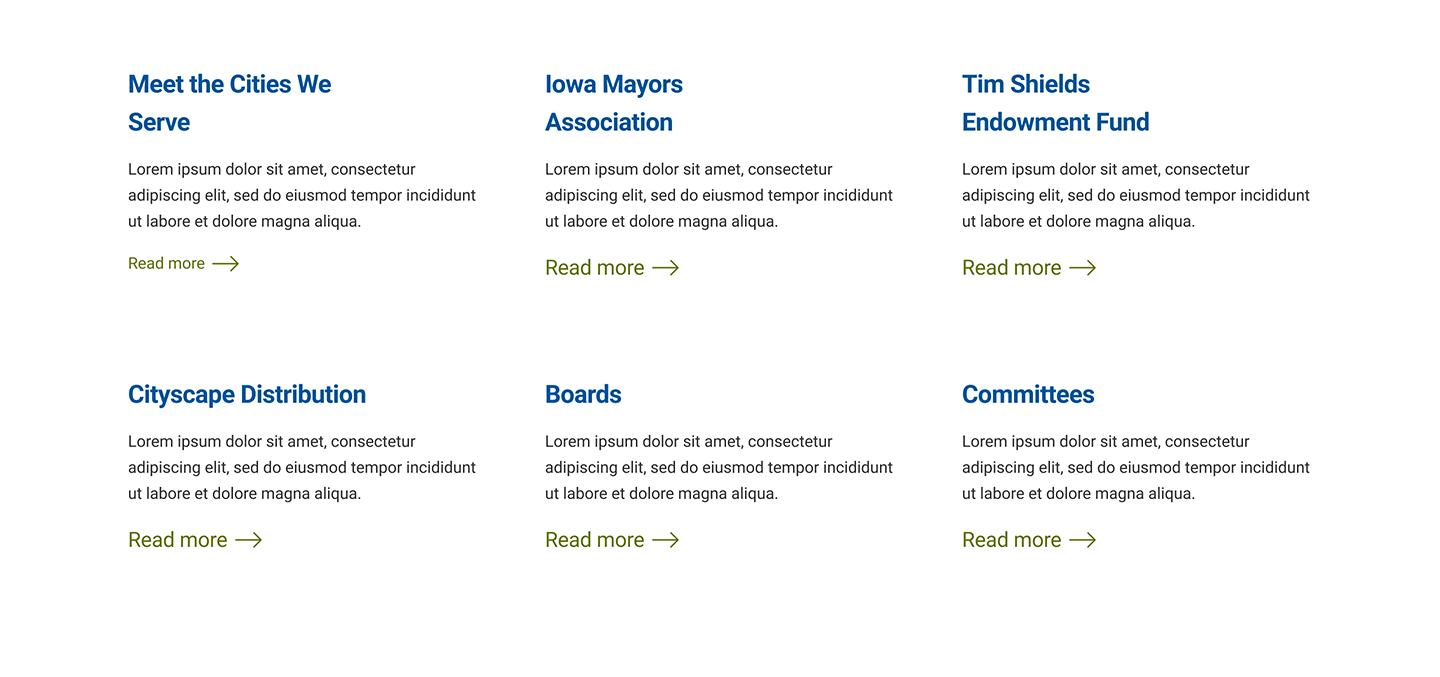 Meet the Cities We
Serve
Lorem ipsum dolor sit amet, consectetur
adipiscing elit, sed do eiusmod tempor incididunt
ut labore et dolore magna aliqua.
Read more
Iowa Mayors
Association
Lorem ipsum dolor sit amet, consectetur
adipiscing elit, sed do eiusmod tempor incididunt
ut labore et dolore magna aliqua.
Read more
Tim Shields
Endowment Fund
Lorem ipsum dolor sit amet, consectetur
adipiscing elit, sed do eiusmod tempor incididunt
ut labore et dolore magna aliqua.
Read more
Cityscape Distribution
Lorem ipsum dolor sit amet, consectetur
adipiscing elit, sed do eiusmod tempor incididunt
ut labore et dolore magna aliqua.
Read more
Boards
Lorem ipsum dolor sit amet, consectetur
adipiscing elit, sed do eiusmod tempor incididunt
ut labore et dolore magna aliqua.
Read more
Committees
Lorem ipsum dolor sit amet, consectetur
adipiscing elit, sed do eiusmod tempor incididunt
ut labore et dolore magna aliqua.
Read more